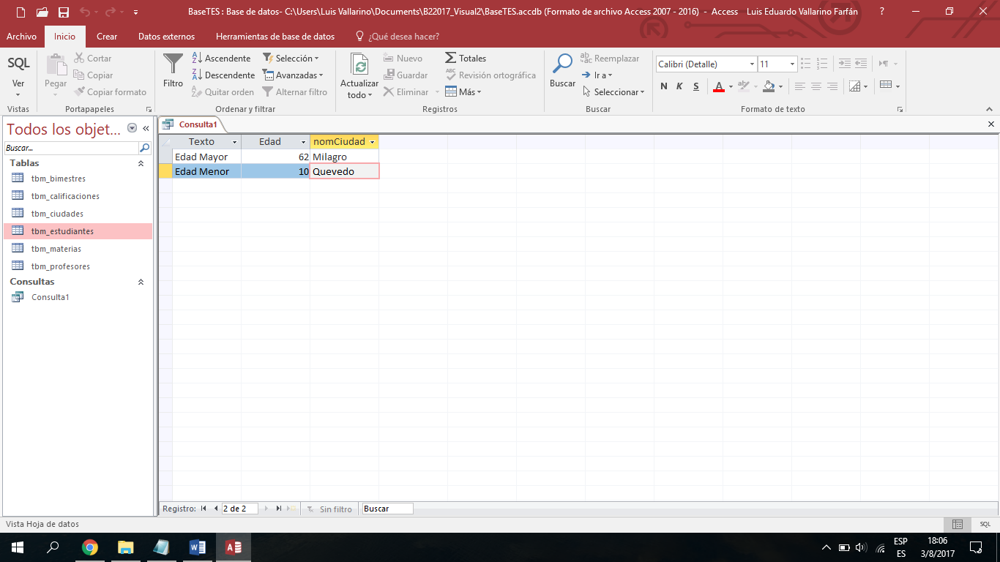 BaseTES : Base de datos- C:\Users\Luis Vallarino\Documents\B22017_Visual2\BaseTES.accdb (Formato de archivo Access 2007 - 2016) - Access Luis Eduardo Vallarino Farfán ?
Archivo Inicio Crear Datos externos Herramientas de base de datos ¿Qué desea hacer?
SQL
Ver
Vistas
Pegar
Cortar
Copiar
Copiar formato
Portapapeles
Filtro
Ascendente
Descendente
Quitar orden
Selección
Avanzadas
Alternar filtro
Ordenar y filtrar
Actualizar
todo
Nuevo
Guardar
Eliminar
Totales
Revisión ortográfica
Más
Registros
Buscar
Reemplazar
Ir a
Seleccionar
Buscar
Calibri (Detalle) 11
N K S A
Formato de texto
Todos los objet...
Buscar...
Tablas
tbm_bimestres
tbm_calificaciones
tbm_ciudades
tbm_estudiantes
tbm_materias
tbm_profesores
Consultas
Consulta1
Consulta1
Texto Edad nomCiudad
Edad Mayor 62 Milagro
Edad Menor 10 Quevedo
Registro: 2 de 2 Sin filtro Buscar
Vista Hoja de datos SQL
ESP 18:06
ES 3/8/2017